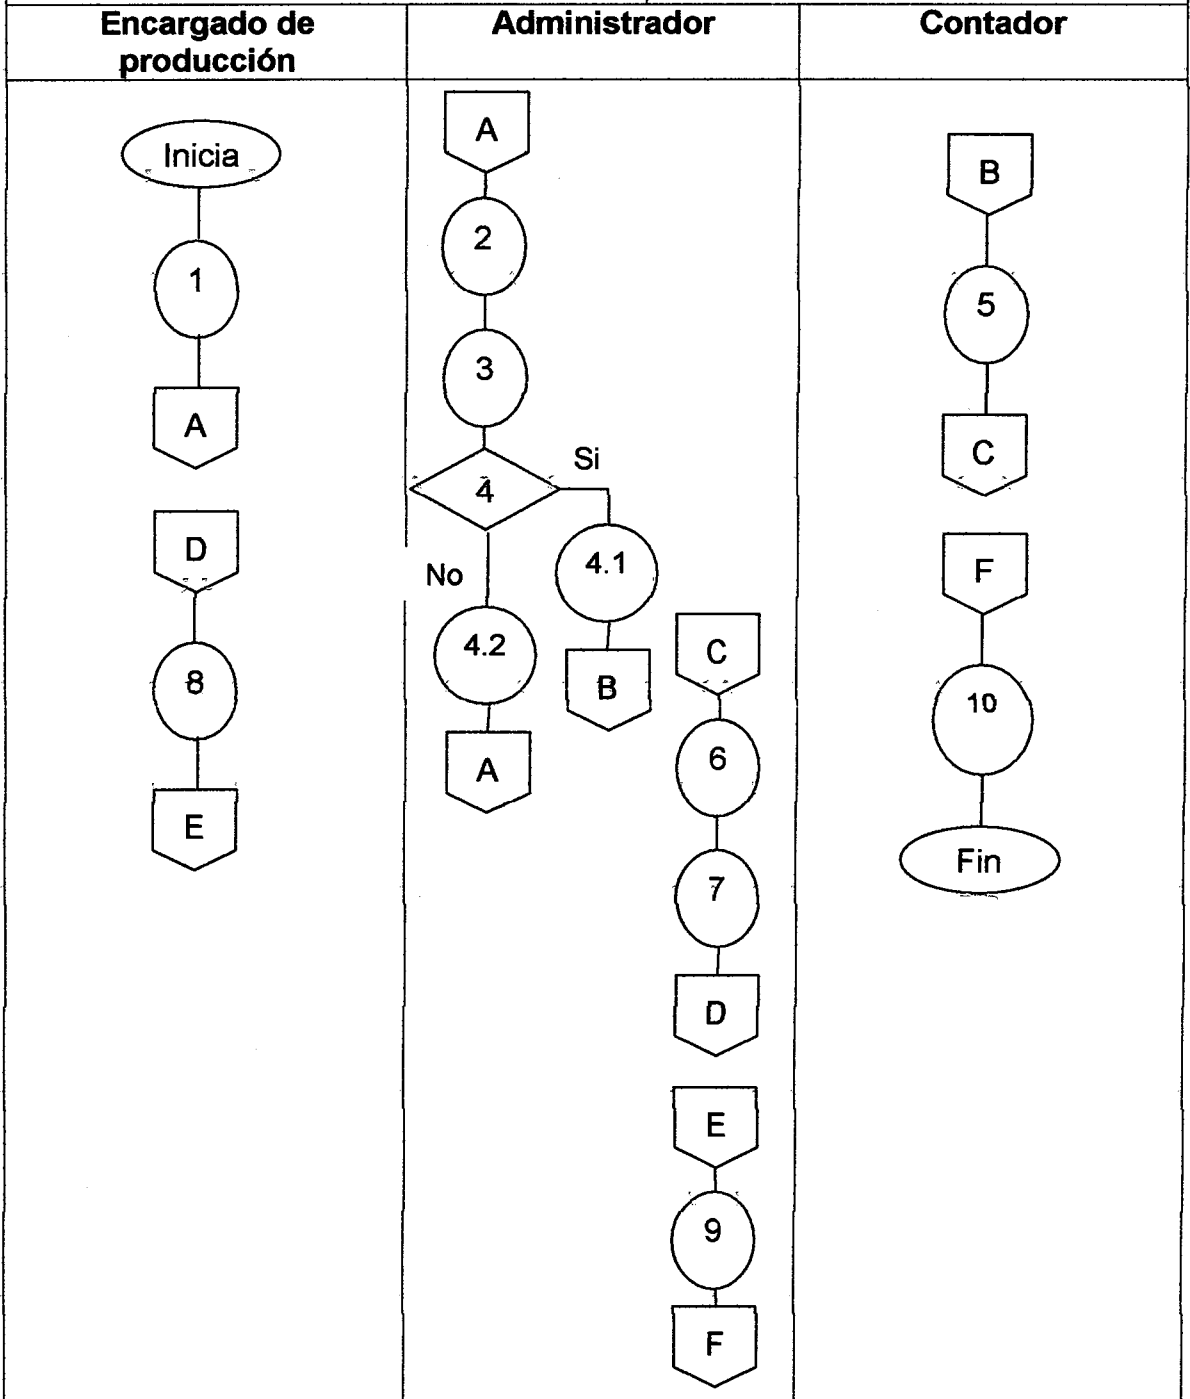 Encargado de
producción
Administrador
Contador
Inicia
1
A
D
8
E
A
2
3
4
Si
No
4.1
4.2
B
A
C
6
7
D
E
9
F
B
5
C
F
10
Fin